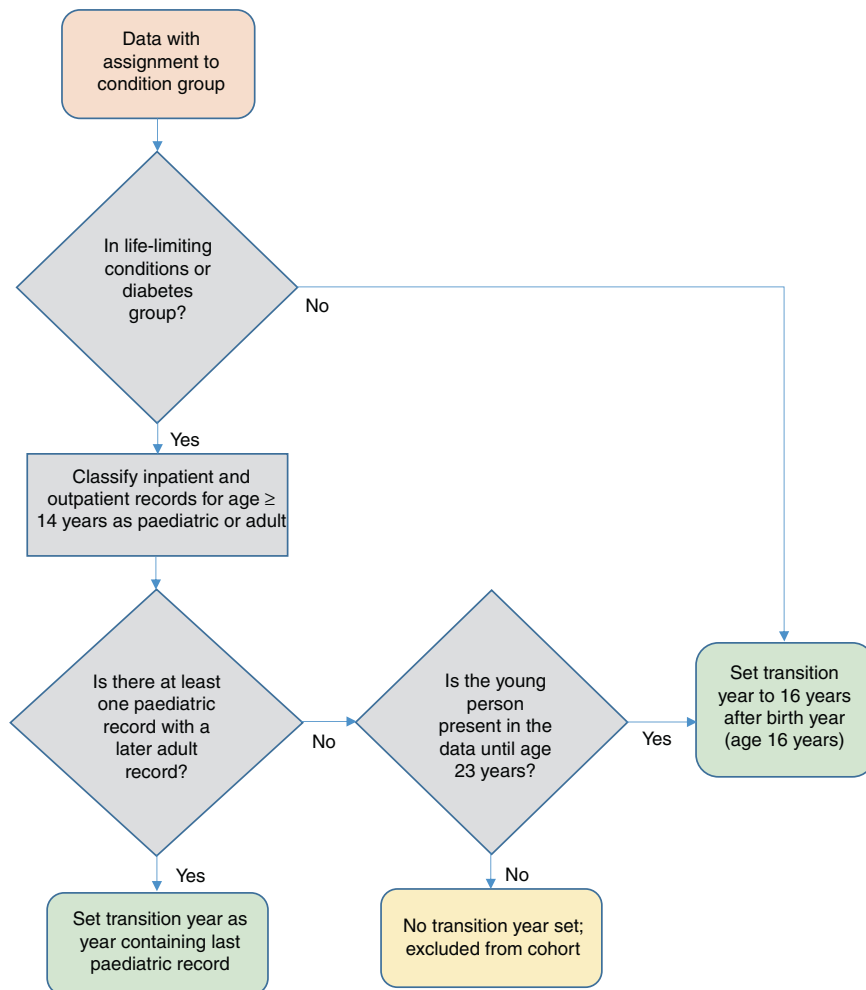 Data with
assignment to
condition group
In life-limiting
conditions or
diabetes
group?
No
Yes
Classify inpatient and
outpatient records for age ≥
14 years as paediatric or adult
Is there at least
one paediatric
record with a
later adult
record?
No
Is the young
person
present in the
data until age
23 years?
Yes
Set transition
year to 16 years
after birth year
(age 16 years)
Yes
No
Set transition year as
year containing last
paediatric record
No transition year set;
excluded from cohort